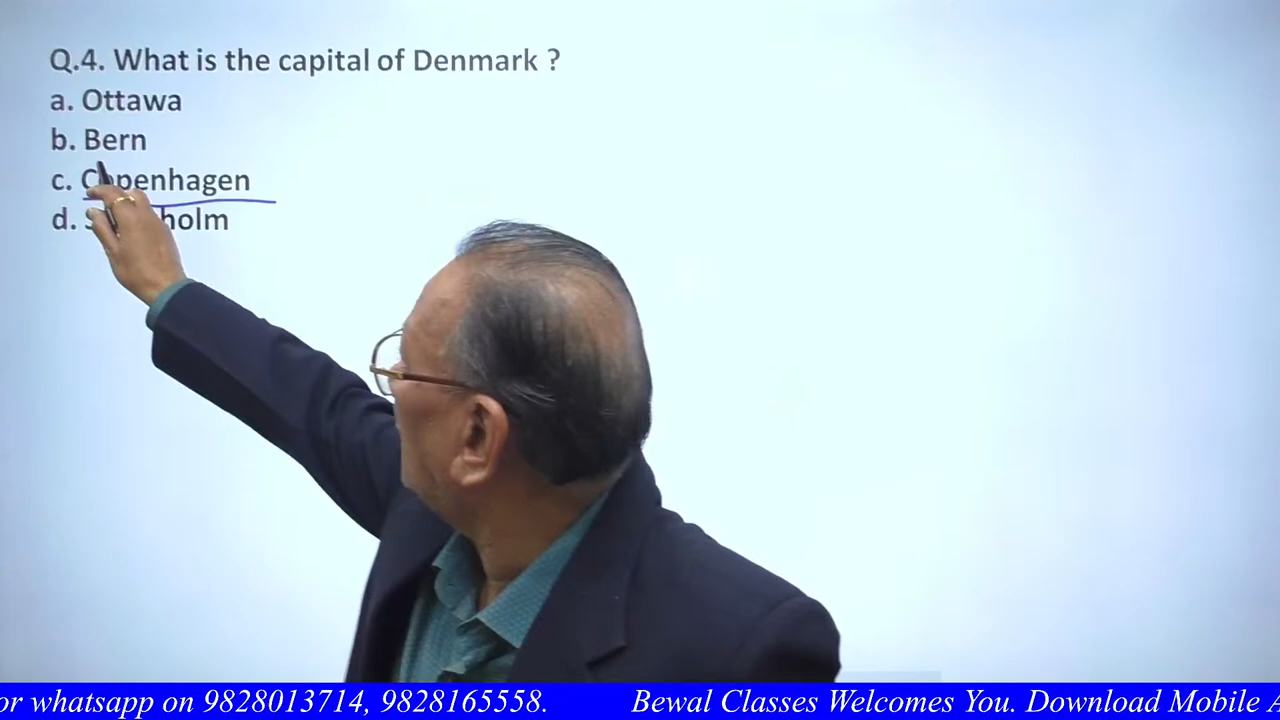 Q.4. What is the capital of Denmark ?
a. Ottawa
b. Bern
c. Copenhagen
d.
or whatsapp on 9828013714, 9828165558. Bewal Classes Welcomes You. Download Mobile A